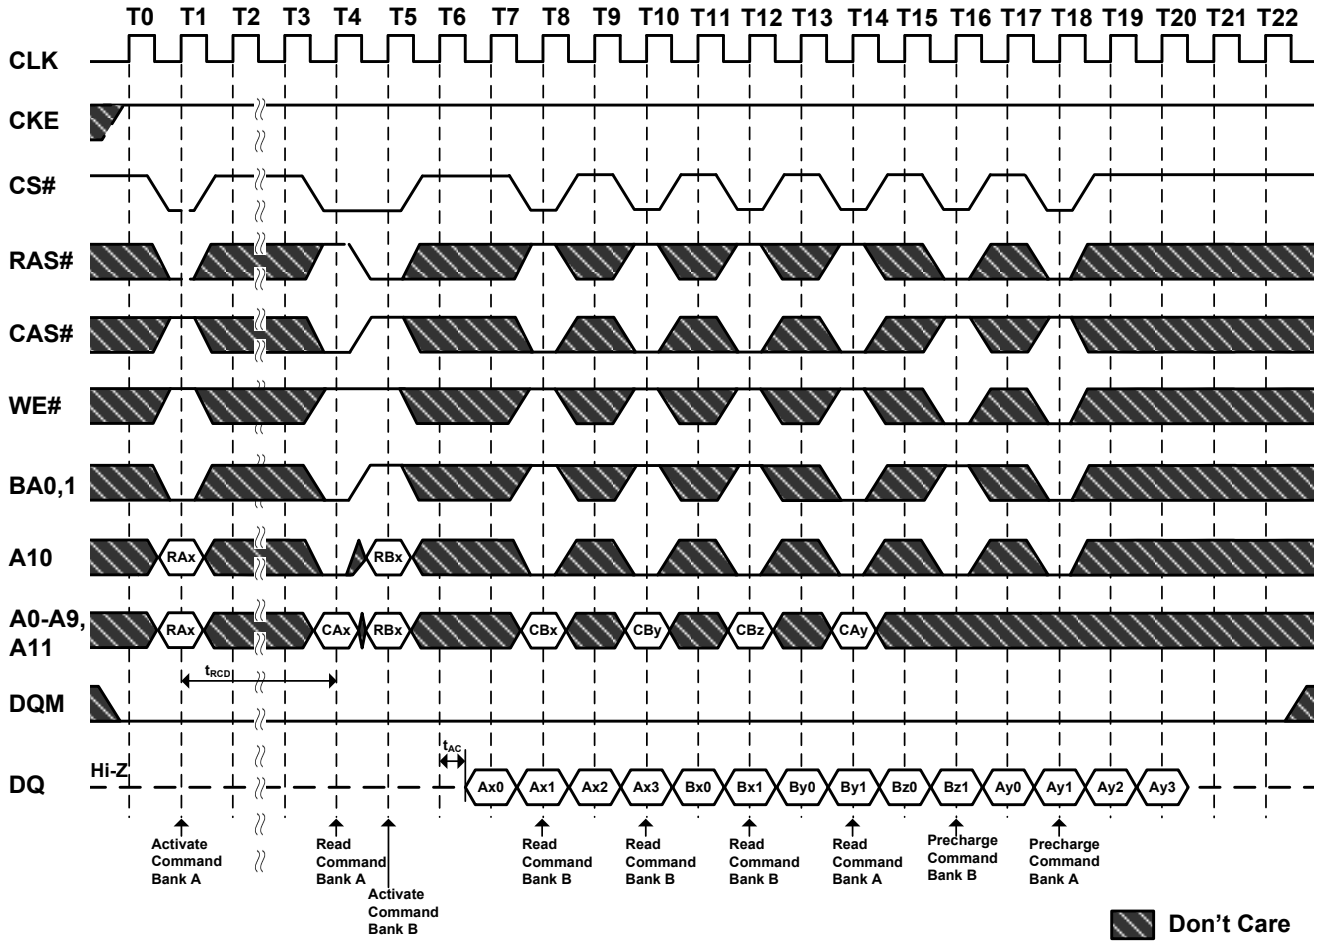 T0 T1 T2 T3 T4 T5 T6 T7 T8 T9 T10 T11 T12 T13 T14 T15 T16 T17 T18 T19 T20 T21 T22
CLK
CKE
CS#
RAS#
CAS#
WE#
BA0,1
A10 RAx RBx
A0-A9,
A11 RAx CAx RBx CBx CBy CBz CAy
tRCD
DQM
tAC
Hi-Z
DQ Ax0 Ax1 Ax2 Ax3 Bx0 Bx1 By0 By1 Bz0 Bz1 Ay0 Ay1 Ay2 Ay3
Activate
Command
Bank A
Read
Command
Bank A
Activate
Command
Bank B
Read
Command
Bank B
Read
Command
Bank B
Read
Command
Bank B
Read
Command
Bank A
Precharge
Command
Bank B
Precharge
Command
Bank A
Don't Care